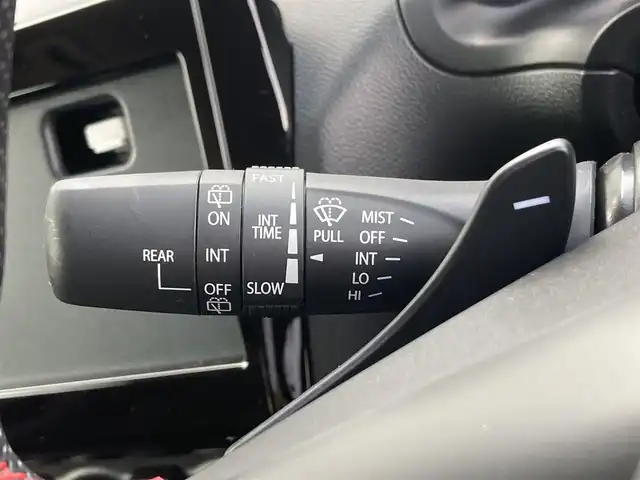 REAR
ON
INT
OFF
FAST
INT
TIME
SLOW
PULL
MIST
OFF
INT
LO
HI